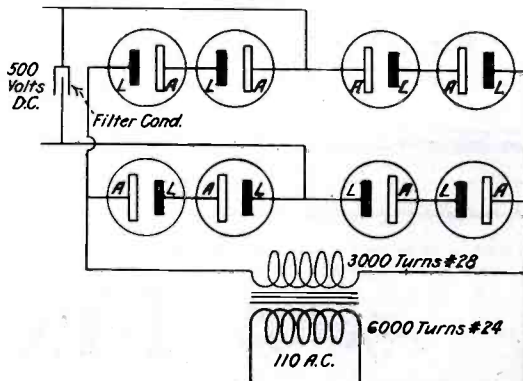 500
Volts
D.C.
Filter Cond.
L A L A A L A L
A L A L L A L A
3000 Turns #28
6000 Turns #24
110 A.C.